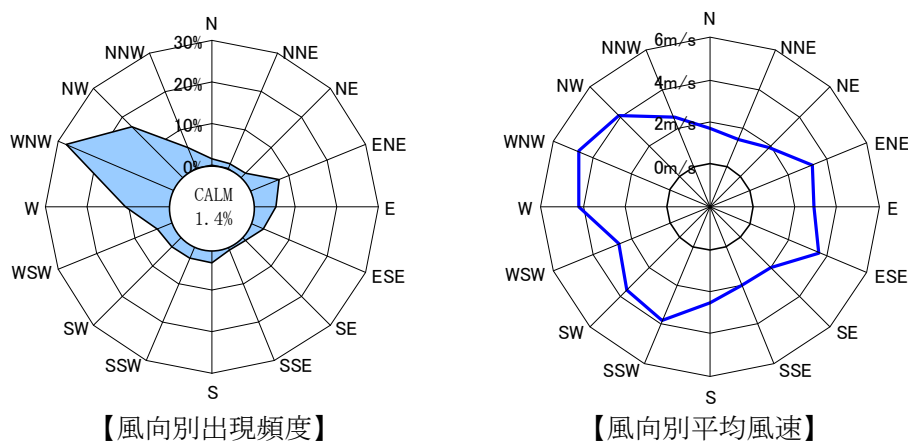 N
NNE
NE
ENE
E
ESE
SE
SSE
S
SSW
SW
WSW
W
WNW
NW
NNW
30%
20%
10%
0%
CALM
1.4%
【風向別出現頻度】
N
NNE
NE
ENE
E
ESE
SE
SSE
S
SSW
SW
WSW
W
WNW
NW
NNW
6m/s
4m/s
2m/s
0m/s
【風向別平均風速】